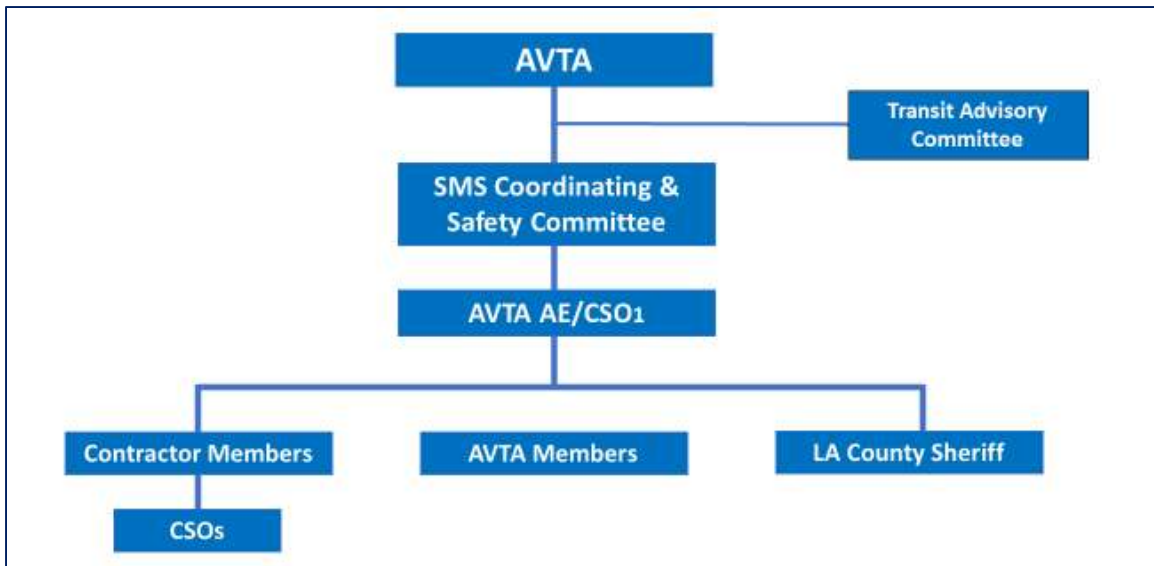 AVTA
Transit Advisory
Committee
SMS Coordinating &
Safety Committee
AVTA AE/CSO1
Contractor Members
AVTA Members
LA County Sheriff
CSOs